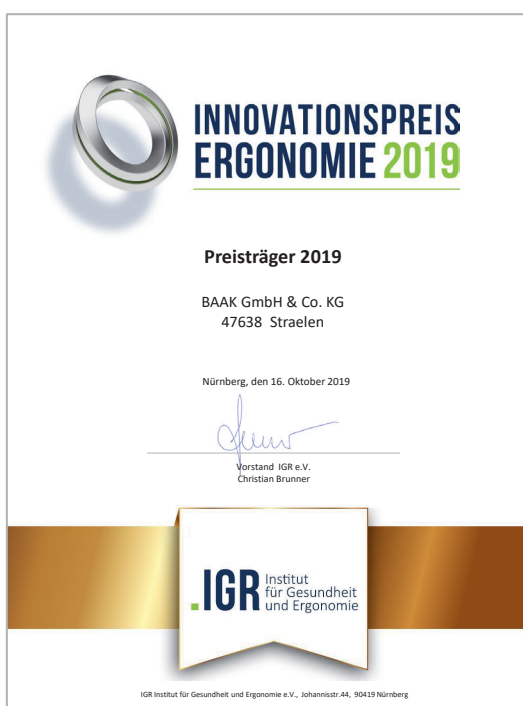 INNOVATIONSPREIS
ERGONOMIE 2019
Preisträger 2019
BAAK GmbH & Co. KG
47638 Straelen
Nürnberg, den 16. Oktober 2019
Vorstand IGR e.V.
Christian Brunner
.IGR Institut
für Gesundheit
und Ergonomie
IGR Institut für Gesundheit und Ergonomie e.V., Johannisstr.44, 90419 Nürnberg